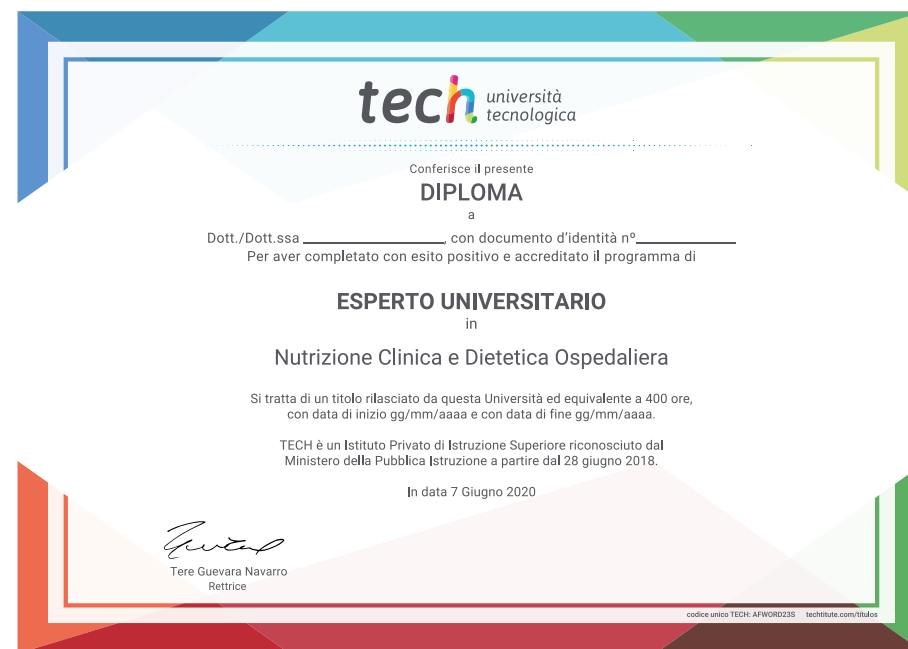 tech università
tecnologica
Conferisce il presente
DIPLOMA
a
Dott./Dott.ssa ____________________, con documento d'identità nº______________
Per aver completato con esito positivo e accreditato il programma di
ESPERTO UNIVERSITARIO
in
Nutrizione Clinica e Dietetica Ospedaliera
Si tratta di un titolo rilasciato da questa Università ed equivalente a 400 ore,
con data di inizio gg/mm/aaaa e con data di fine gg/mm/aaaa.
TECH è un Istituto Privato di Istruzione Superiore riconosciuto dal
Ministero della Pubblica Istruzione a partire dal 28 giugno 2018.
In data 7 Giugno 2020
Tere Guevara Navarro
Rettrice
codice unico TECH: AFWORD23S techtitute.com/titulos